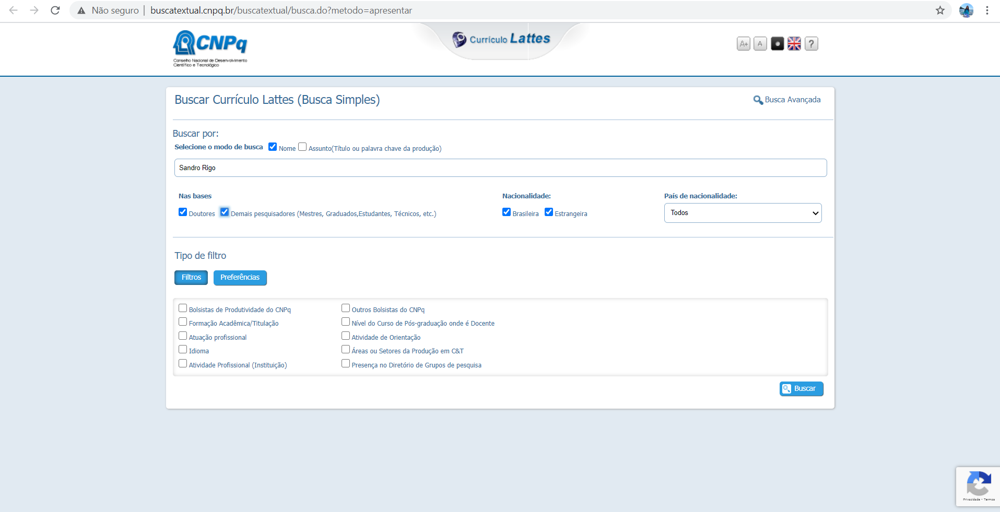 Não seguro | buscatextual.cnpq.br/buscatextual/busca.do?metodo=apresentar
CNPq
Conselho Nacional de Desenvolvimento
Científico e Tecnológico
Currículo Lattes
A+ A ?
Buscar Currículo Lattes (Busca Simples)
Busca Avançada
Buscar por:
Selecione o modo de busca Nome Assunto(Título ou palavra chave da produção)
Sandro Rigo
Nas bases
Nacionalidade:
País de nacionalidade:
Doutores Demais pesquisadores (Mestres, Graduados,Estudantes, Técnicos, etc.)
Brasileira Estrangeira
Todos
Tipo de filtro
Filtros Preferências
Bolsistas de Produtividade do CNPq
Outros Bolsistas do CNPq
Formação Acadêmica/Titulação
Nível do Curso de Pós-graduação onde é Docente
Atuação profissional
Atividade de Orientação
Idioma
Áreas ou Setores da Produção em C&T
Atividade Profissional (Instituição)
Presença no Diretório de Grupos de pesquisa
Buscar
Privacidade - Termos